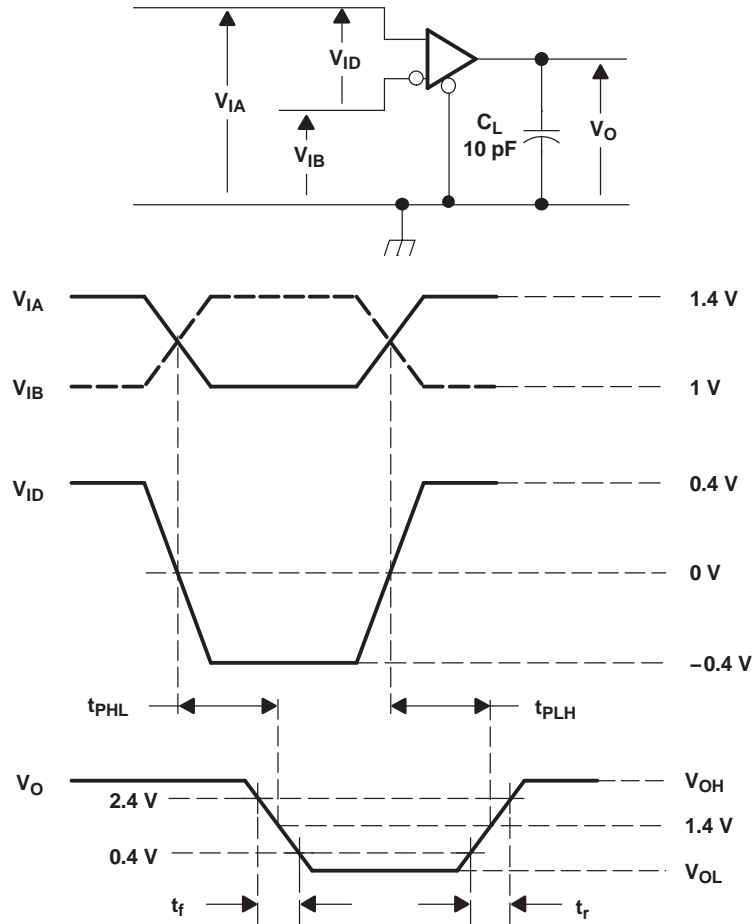 V_ID
V_IA
V_IB
C_L
10 pF
V_O
V_IA
1.4 V
V_IB
1 V
V_ID
0.4 V
0 V
−0.4 V
t_PHL
t_PLH
V_O
V_OH
2.4 V
1.4 V
0.4 V
V_OL
t_f
t_r